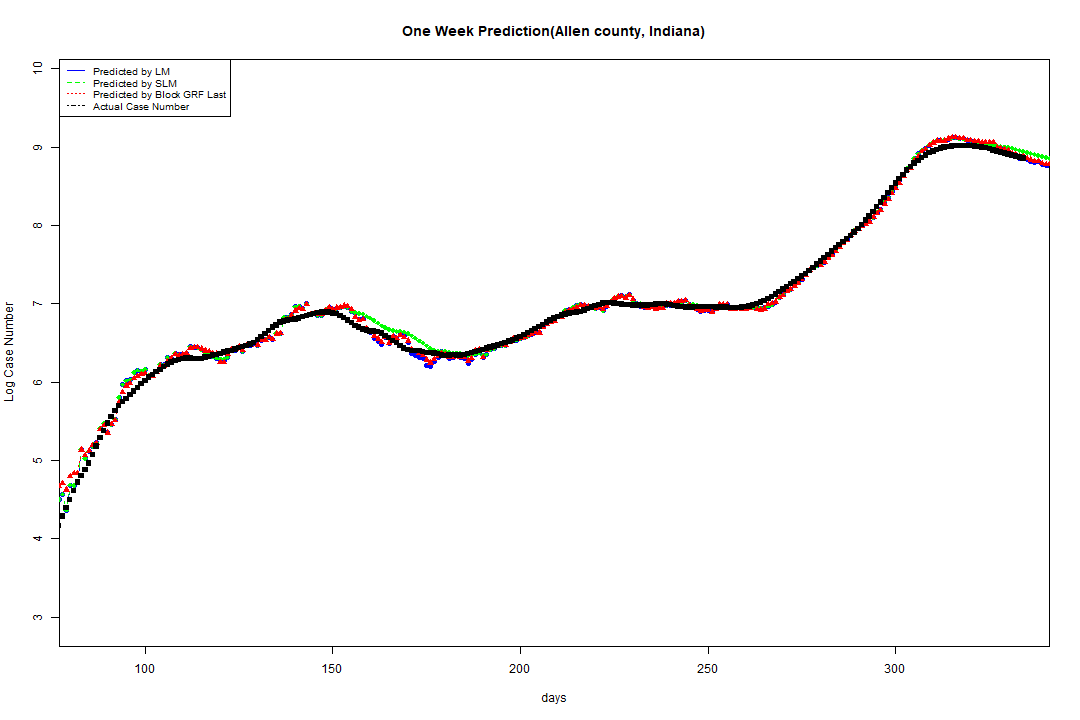 One Week Prediction(Allen county, Indiana)
Predicted by LM
Predicted by SLM
Predicted by Block GRF Last
Actual Case Number
10
9
8
7
6
5
4
3
Log Case Number
100 150 200 250 300
days